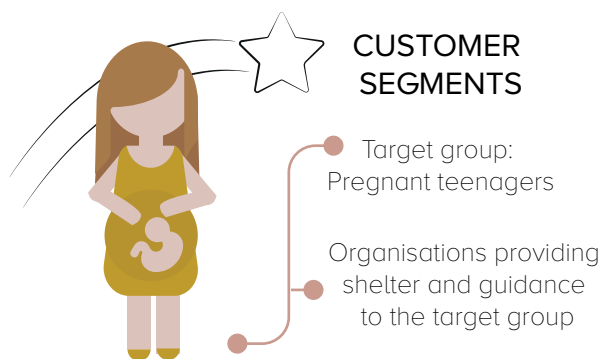 CUSTOMER
SEGMENTS
Target group:
Pregnant teenagers
Organisations providing
shelter and guidance
to the target group